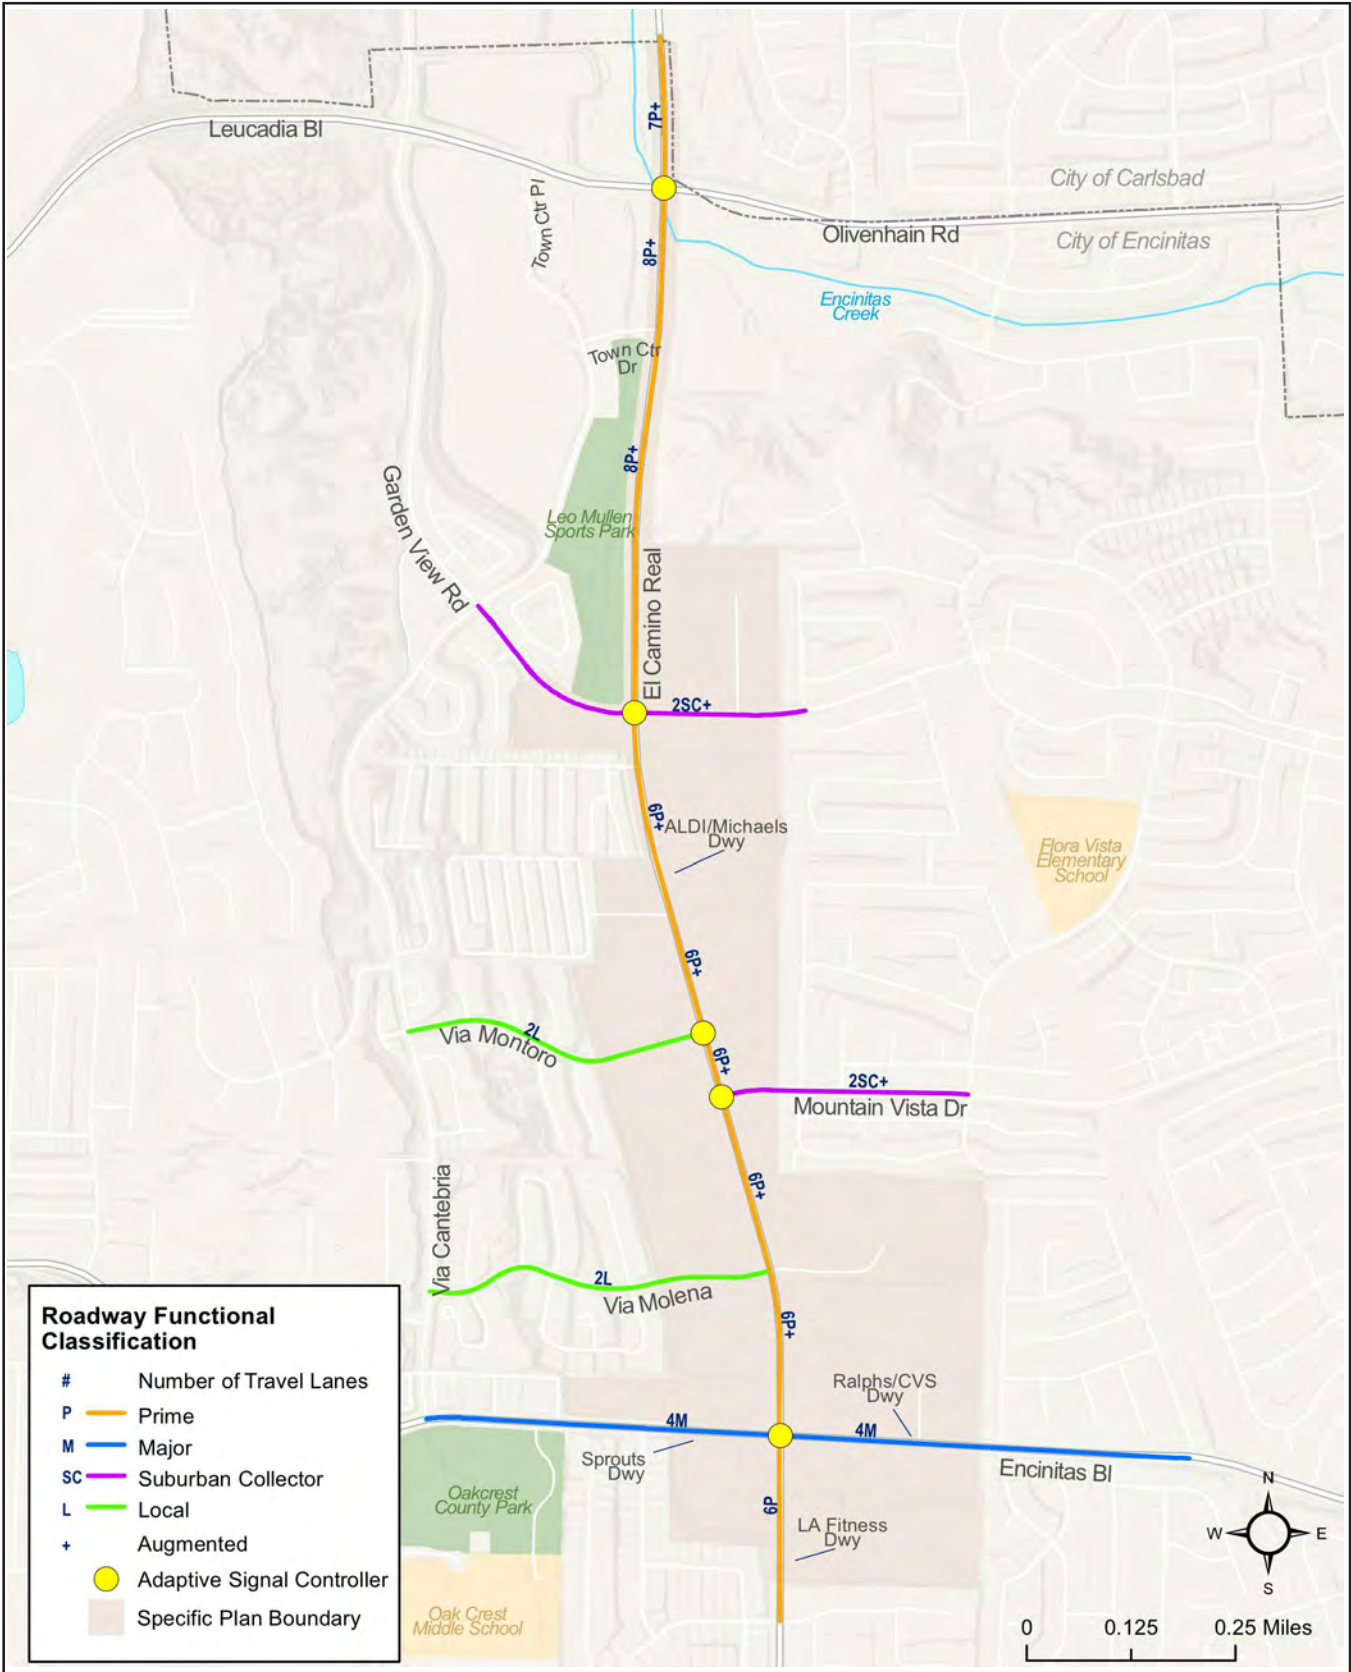 7P+
Leucadia Bl
City of Carlsbad
Town Ctr Pl
Olivenhain Rd
City of Encinitas
8P+
Encinitas
Creek
Town Ctr
Dr
8P+
Garden View Rd
Leo Mullen
Sports Park
El Camino Real
2SC+
6P+
ALDI/Michaels
Dwy
Flora Vista
Elementary
School
6P+
2L
Via Montoro
6P+
2SC+
Mountain Vista Dr
6P+
Via Cantebria
2L
Via Molena
6P+
Ralphs/CVS
Dwy
4M
4M
Sprouts
Dwy
Encinitas Bl
Oakcrest
County Park
6P
LA Fitness
Dwy
Oak Crest
Middle School
Roadway Functional
Classification
# Number of Travel Lanes
P Prime
M Major
SC Suburban Collector
L Local
+ Augmented
Adaptive Signal Controller
Specific Plan Boundary
N
W E
S
0 0.125 0.25 Miles